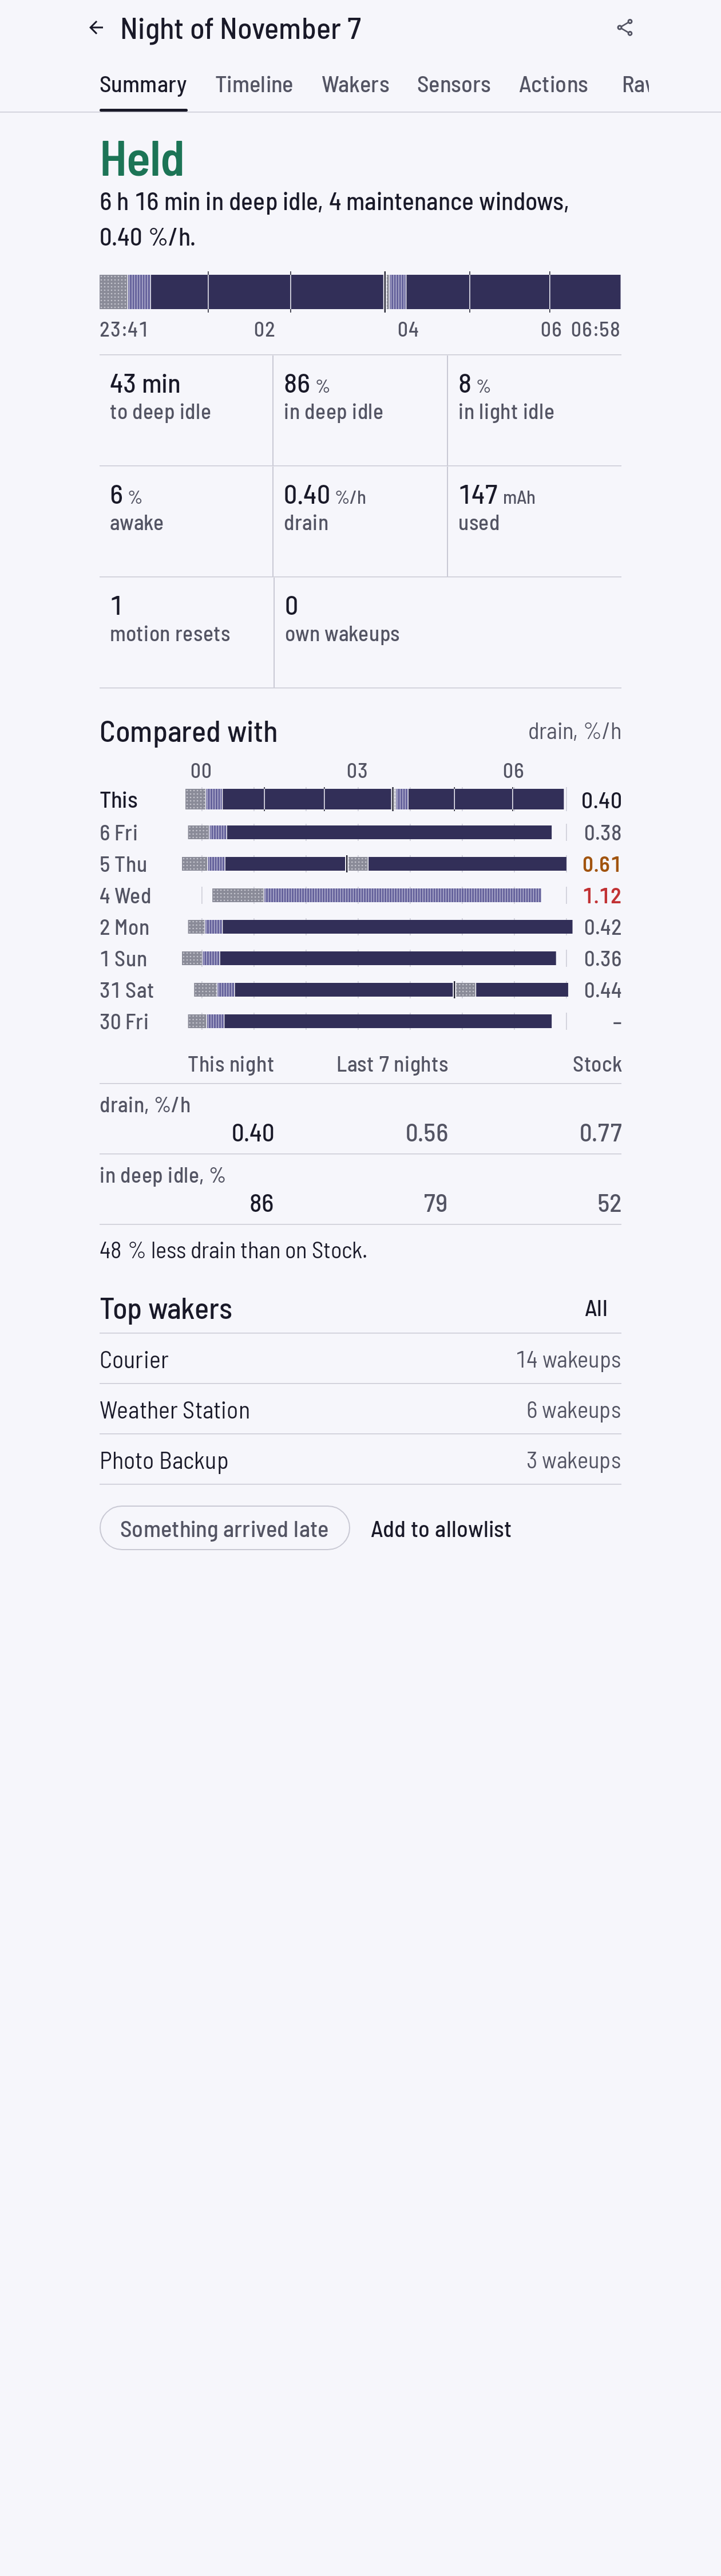 Night of November 7
Summary Timeline Wakers Sensors Actions
Held
6 h 16 min in deep idle, 4 maintenance windows,
0.40 %/h.
23:41 02 04 06 06:58
43 min 86 % 8 %
to deep idle in deep idle in light idle
6 % 0.40 %/h 147 mAh
awake drain used
1 0
motion resets own wakeups
Compared with drain, %/h
00 03 06
This 0.40
6 Fri 0.38
5 Thu 0.61
4 Wed 1.12
2 Mon 0.42
1 Sun 0.36
31 Sat 0.44
30 Fri –
This night Last 7 nights Stock
drain, %/h
0.40 0.56 0.77
in deep idle, %
86 79 52
48 % less drain than on Stock.
Top wakers All
Courier 14 wakeups
Weather Station 6 wakeups
Photo Backup 3 wakeups
Something arrived late Add to allowlist